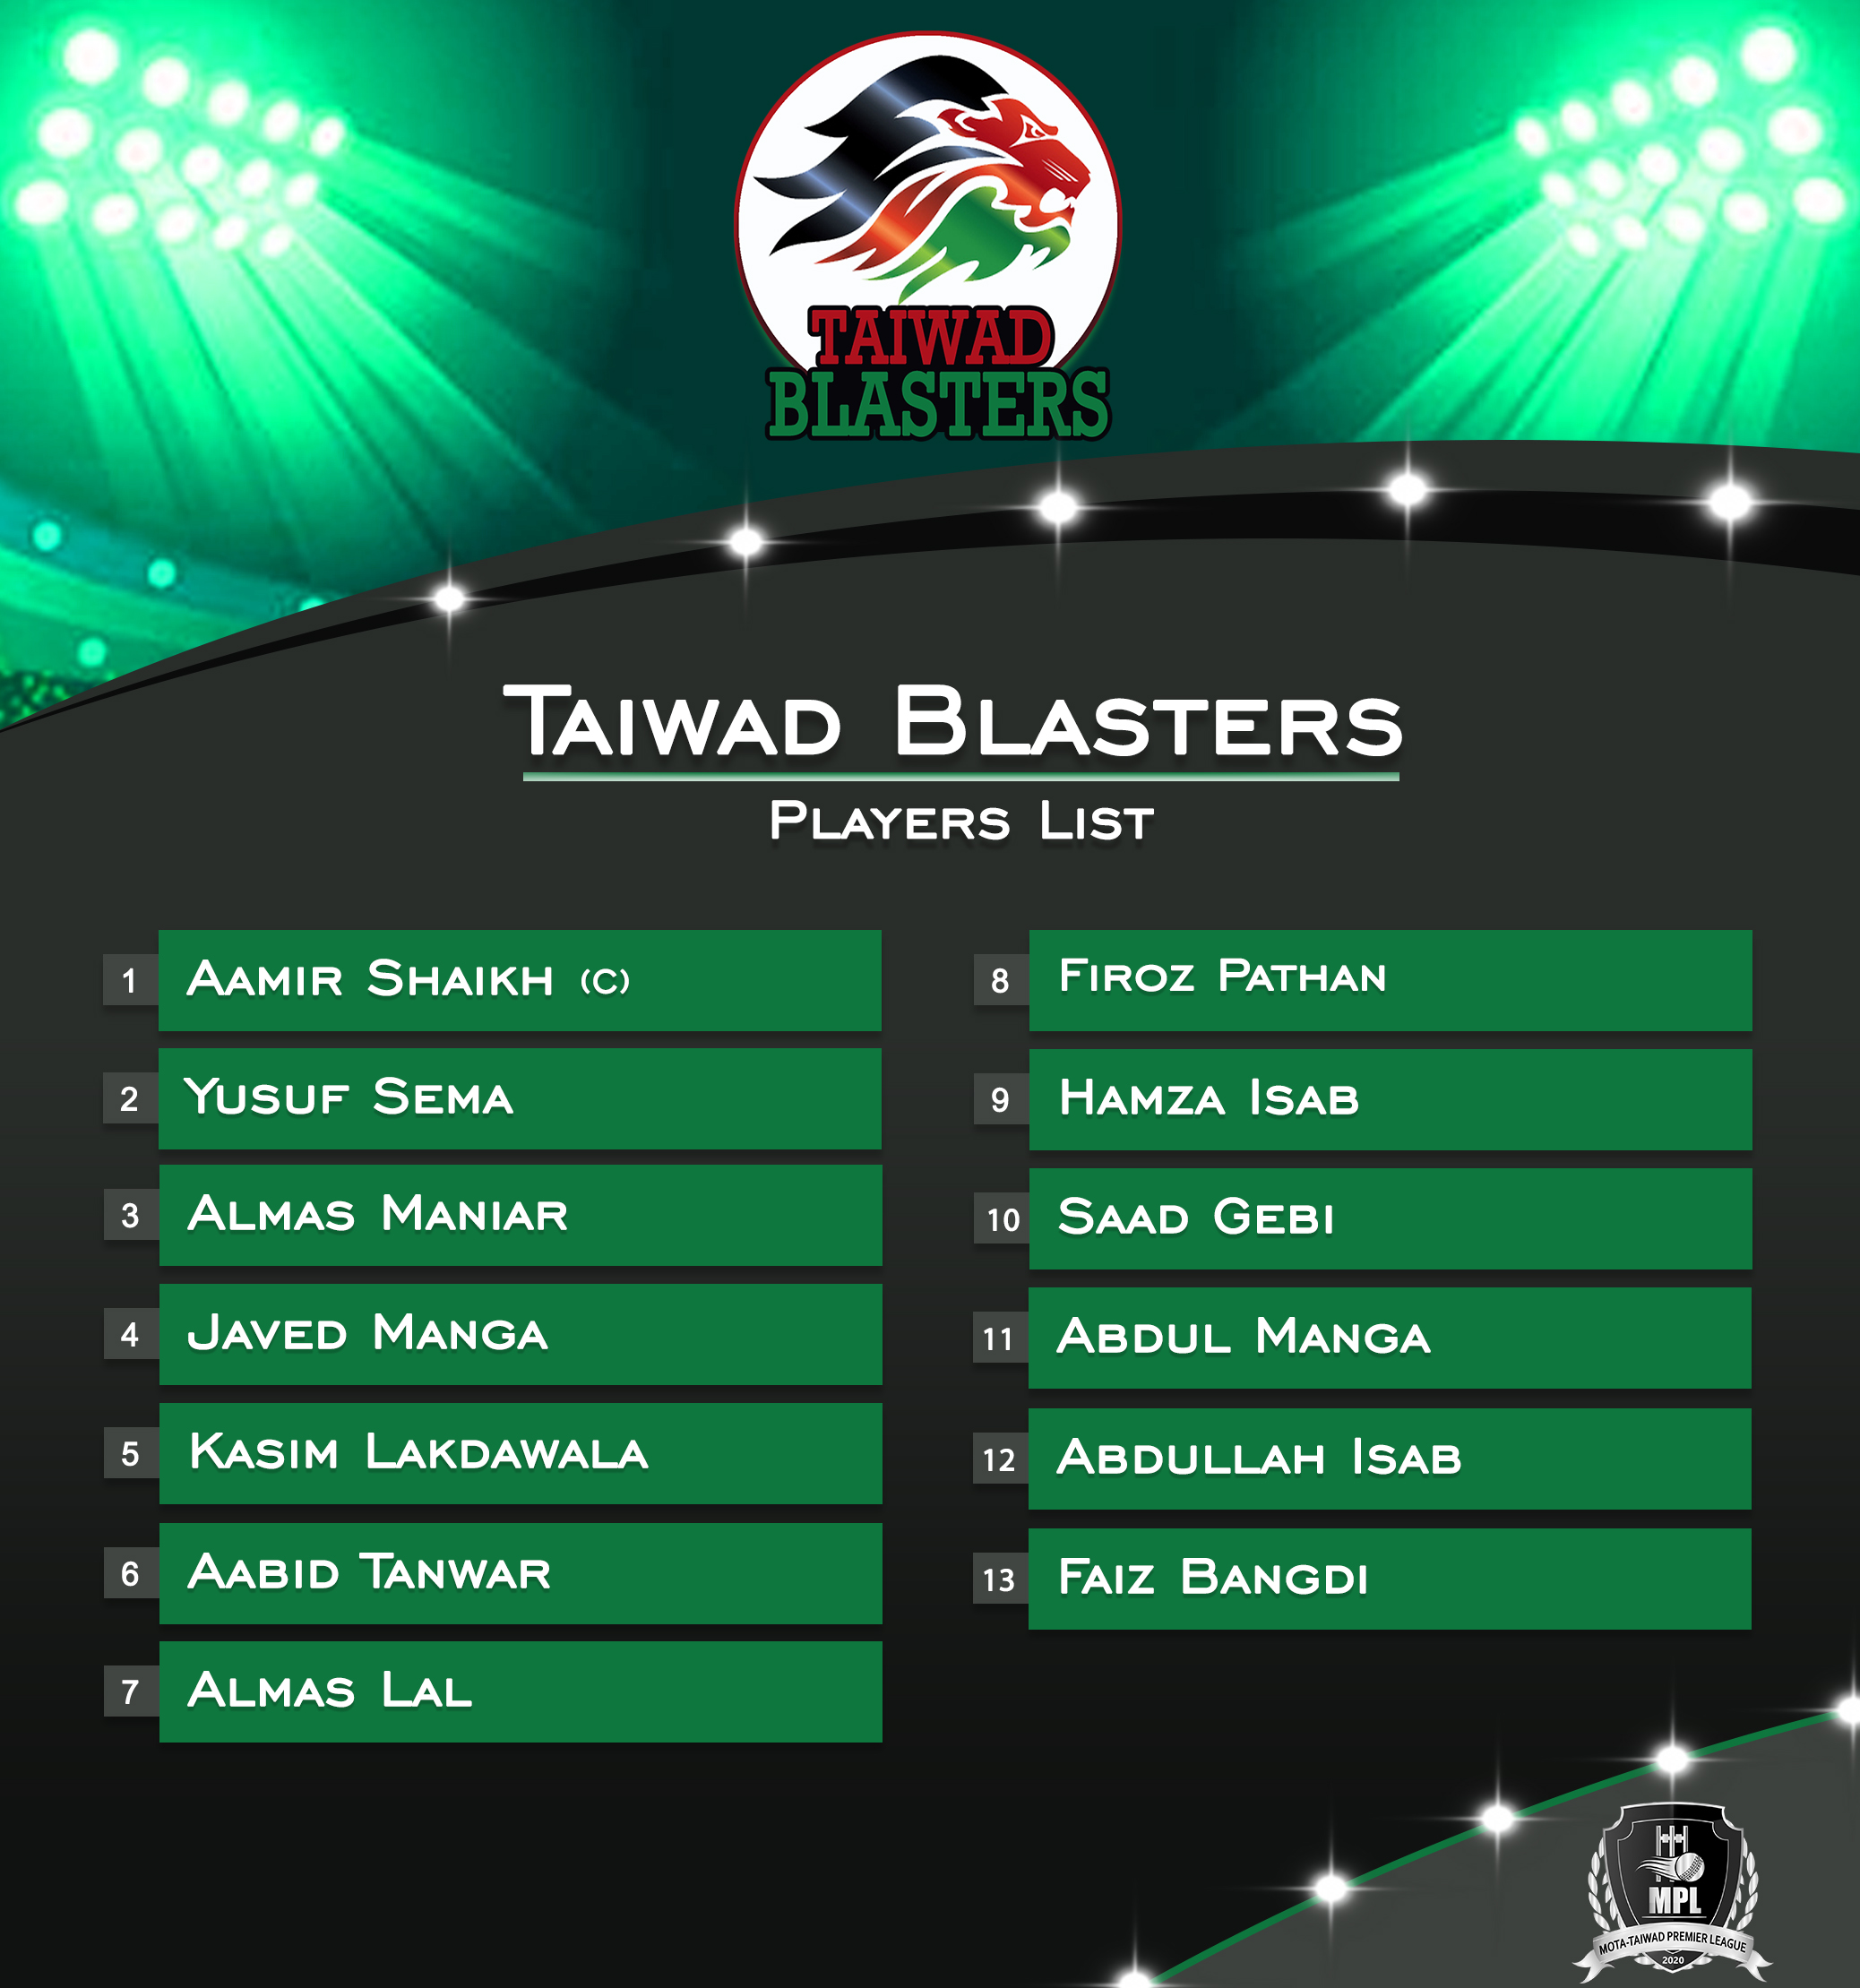 TAIWAD
BLASTERS
Taiwad Blasters
Players List
1 Aamir Shaikh (C)
2 Yusuf Sema
3 Almas Maniar
4 Javed Manga
5 Kasim Lakdawala
6 Aabid Tanwar
7 Almas Lal
8 Firoz Pathan
9 Hamza Isab
10 Saad Gebi
11 Abdul Manga
12 Abdullah Isab
13 Faiz Bangdi
MPL
MOTA-TAIWAD PREMIER LEAGUE
2020